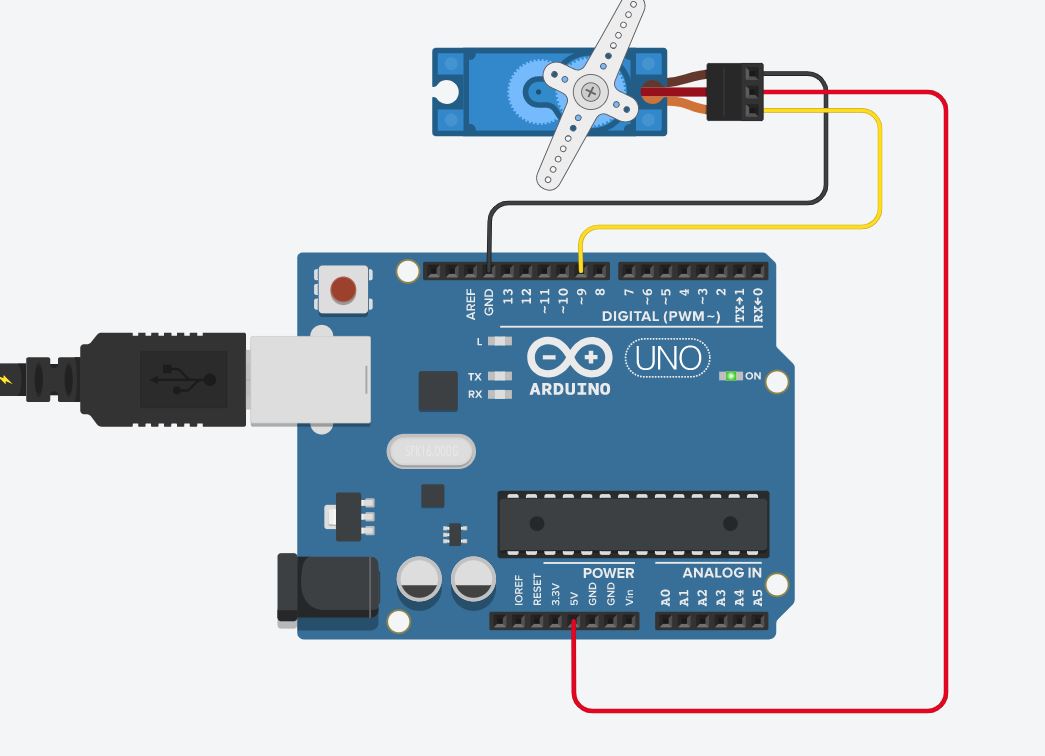 AREF
GND
13
12
~11
~10
~9
8
7
~6
~5
4
~3
2
TX→1
RX←0
DIGITAL (PWM~)
L
TX
RX
UNO
ARDUINO
ON
SPK16.000G
POWER
ANALOG IN
IOREF
RESET
3.3V
5V
GND
GND
Vin
A0
A1
A2
A3
A4
A5